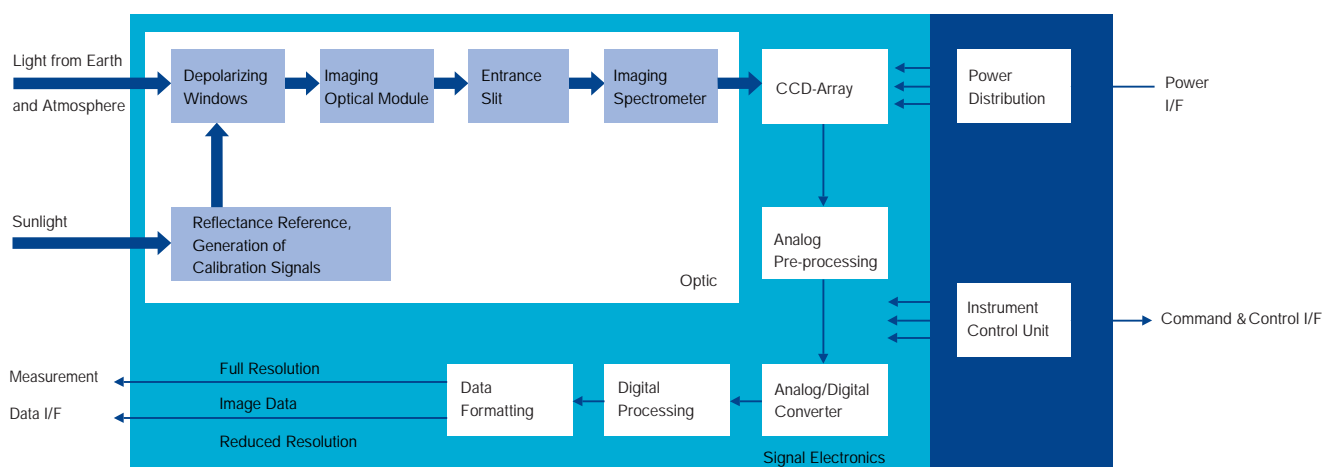 Light from Earth
and Atmosphere
Depolarizing
Windows
Imaging
Optical Module
Entrance
Slit
Imaging
Spectrometer
CCD-Array
Power
Distribution
Power
I/F
Sunlight
Reflectance Reference,
Generation of
Calibration Signals
Optic
Analog
Pre-processing
Instrument
Control Unit
Command & Control I/F
Measurement
Data I/F
Full Resolution
Image Data
Reduced Resolution
Data
Formatting
Digital
Processing
Analog/Digital
Converter
Signal Electronics